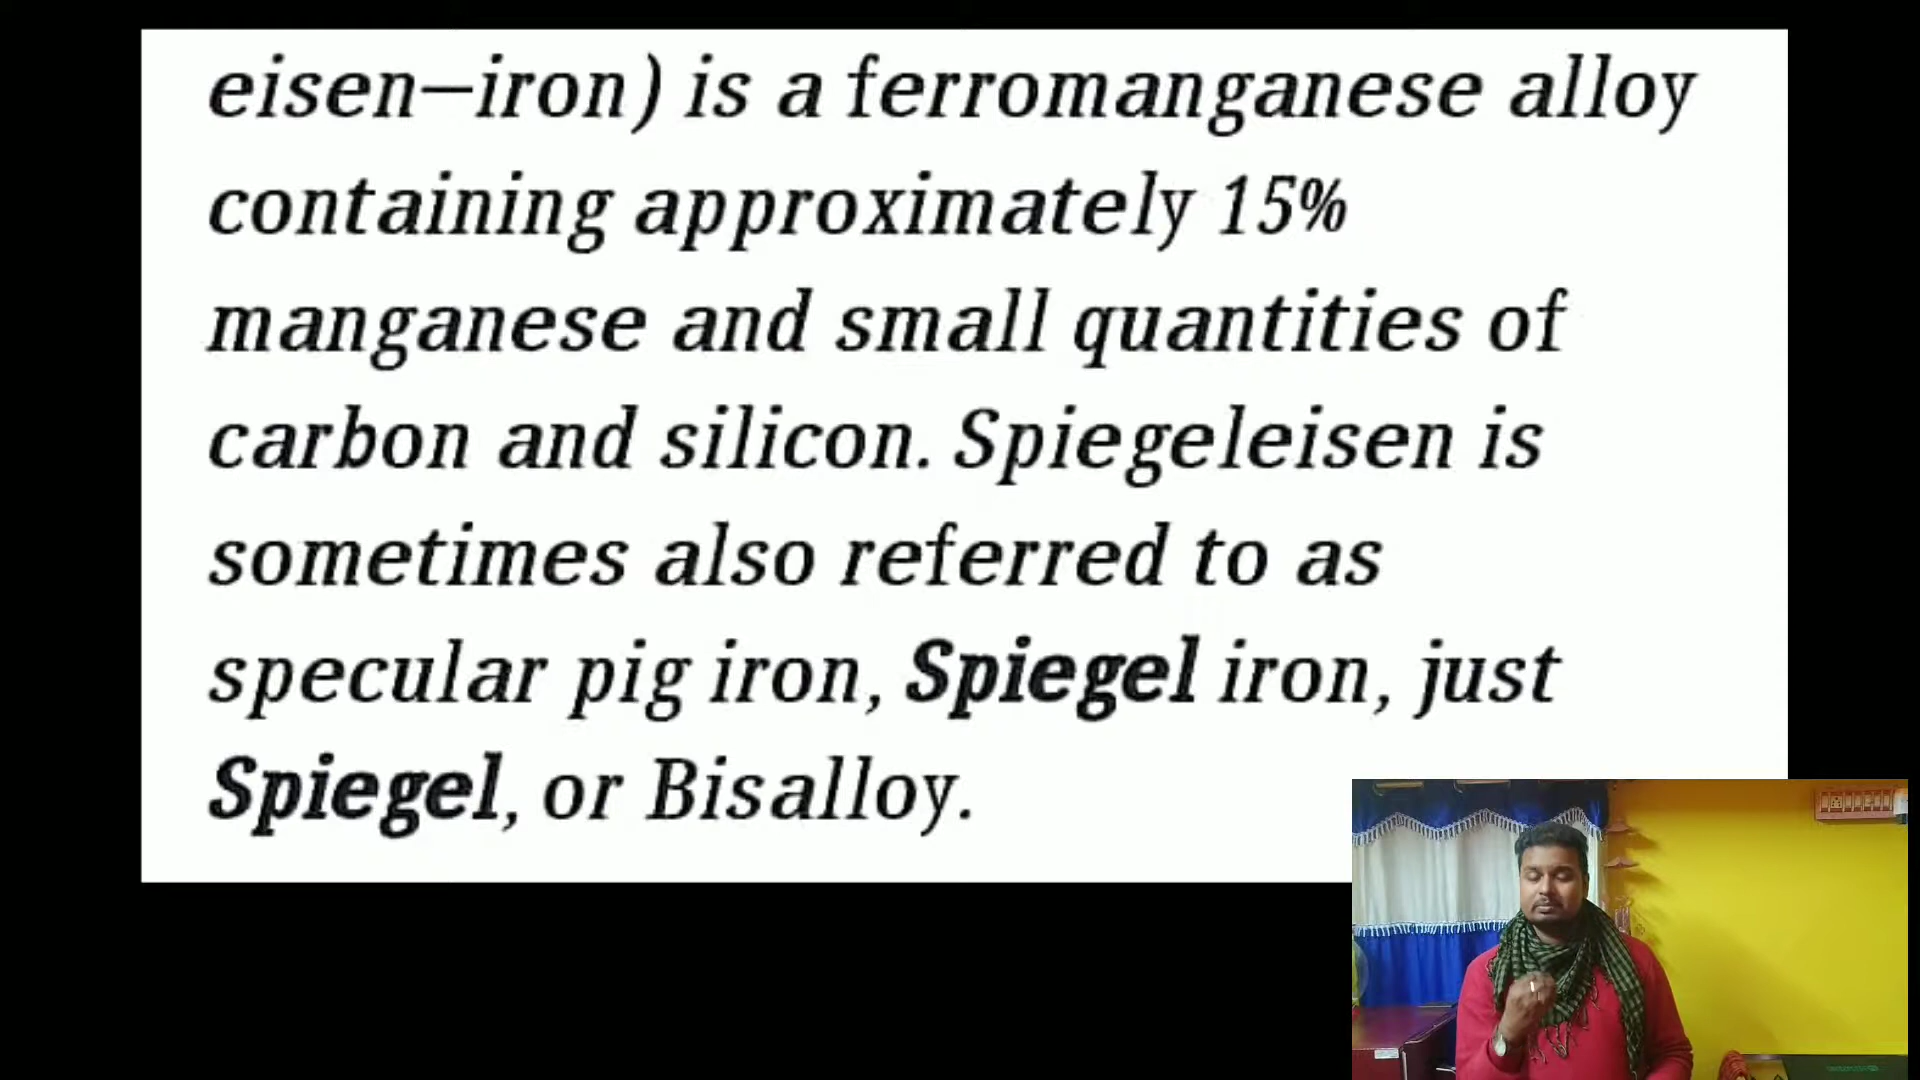 eisen—iron) is a ferromanganese alloy
containing approximately 15%
manganese and small quantities of
carbon and silicon. Spiegeleisen is
sometimes also referred to as
specular pig iron, Spiegel iron, just
Spiegel, or Bisalloy.